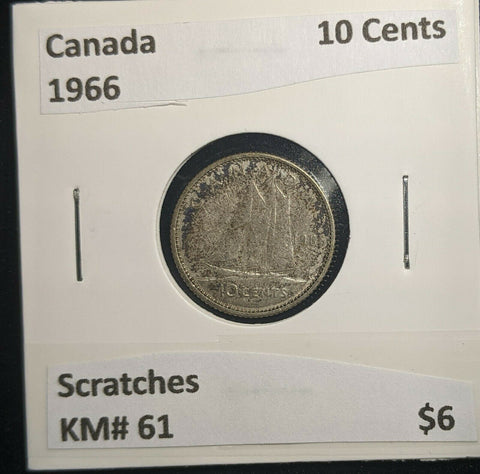 Canada 10 Cents
1966
10 CENTS
Scratches
KM# 61 $6